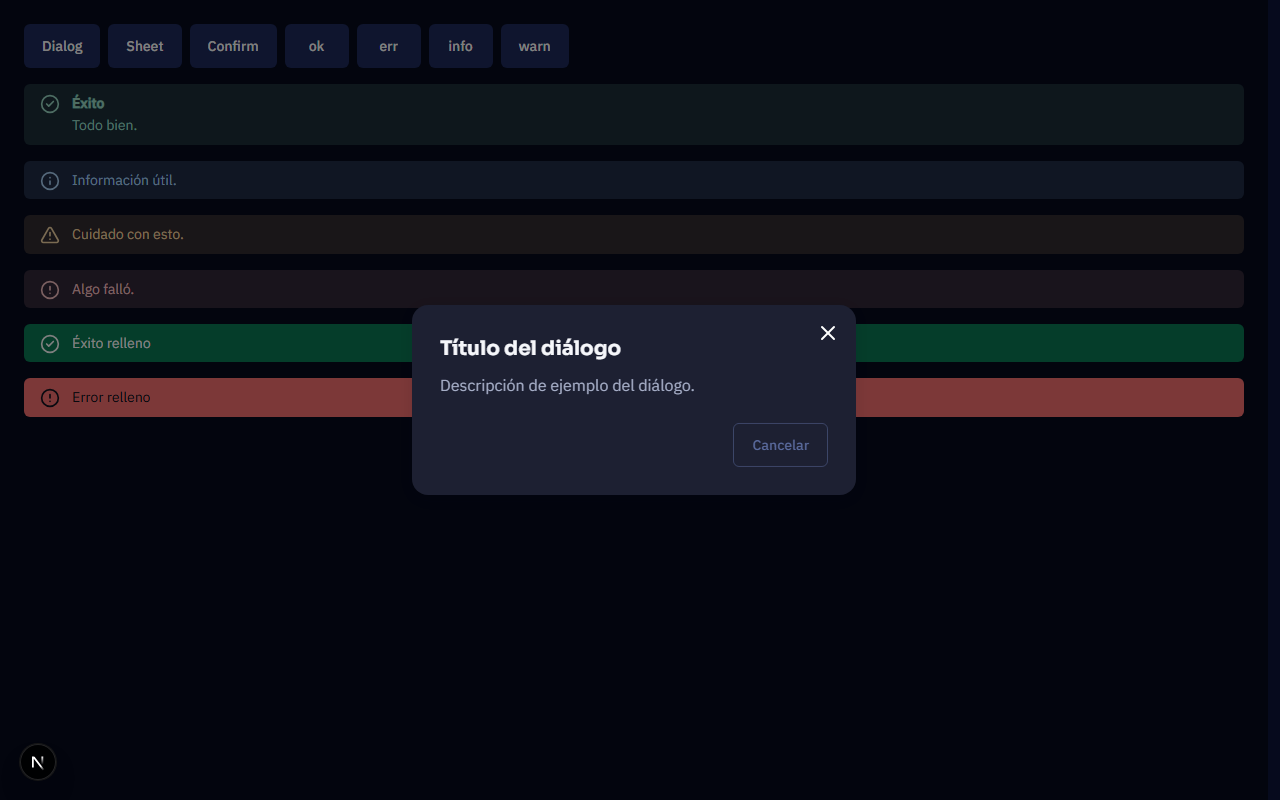 Dialog Sheet Confirm ok err info warn
Éxito
Todo bien.
Información útil.
Cuidado con esto.
Algo falló.
Éxito relleno
Error relleno
Título del diálogo
Descripción de ejemplo del diálogo.
Cancelar
N